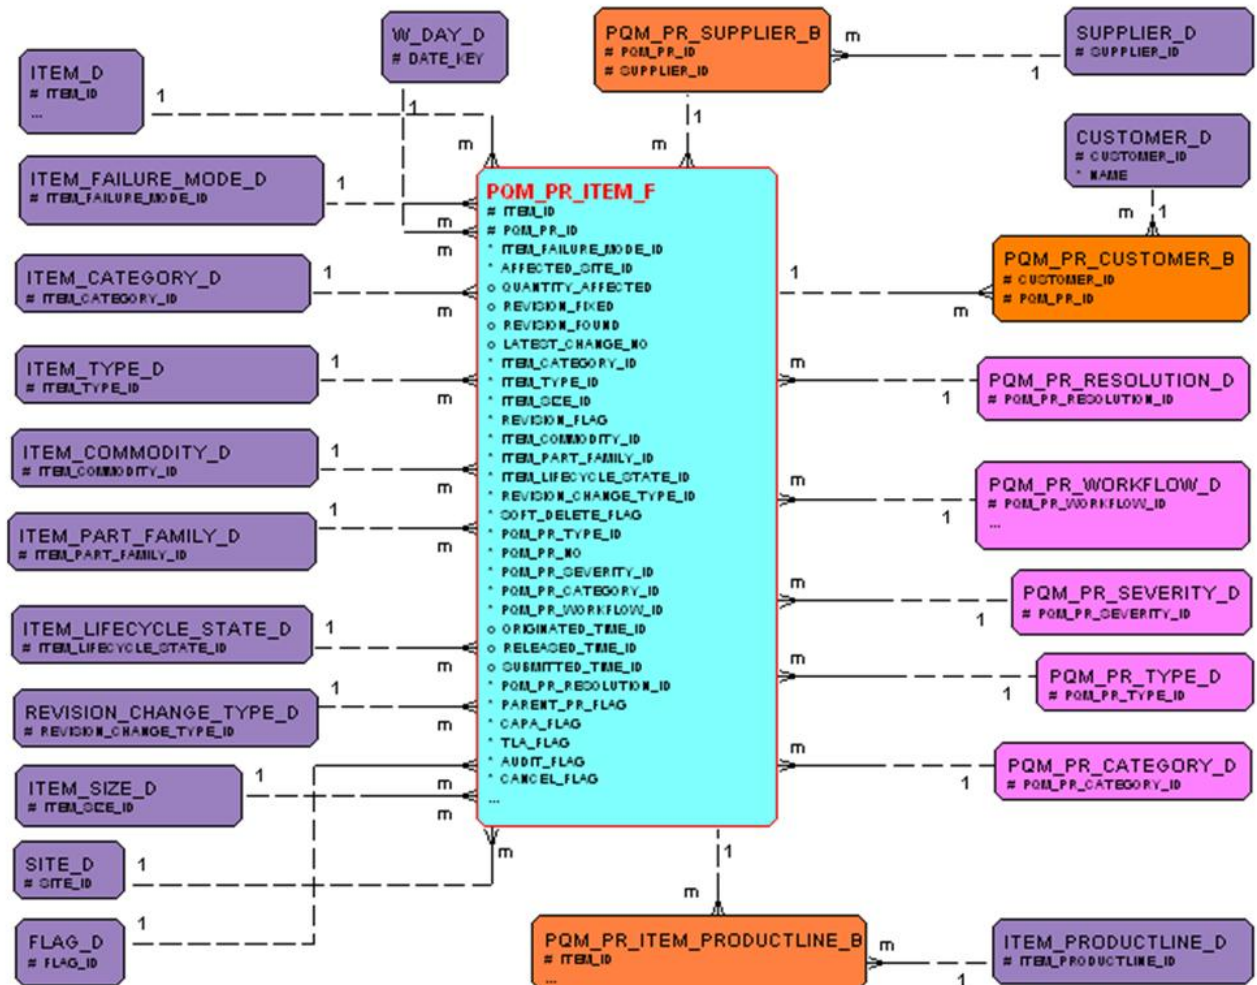 W_DAY_D
# DATE_KEY
PQM_PR_SUPPLIER_B
# PQM_PR_ID
# SUPPLIER_ID
SUPPLIER_D
# SUPPLIER_ID
m
1
ITEM_D
# ITEM_ID
...
1
1
m
1
m
CUSTOMER_D
# CUSTOMER_ID
* NAME
m
1
ITEM_FAILURE_MODE_D
# ITEM_FAILURE_MODE_ID
1
m
m
ITEM_CATEGORY_D
# ITEM_CATEGORY_ID
1
m
ITEM_TYPE_D
# ITEM_TYPE_ID
1
m
ITEM_COMMODITY_D
# ITEM_COMMODITY_ID
1
m
ITEM_PART_FAMILY_D
# ITEM_PART_FAMILY_ID
1
m
ITEM_LIFECYCLE_STATE_D
# ITEM_LIFECYCLE_STATE_ID
1
m
REVISION_CHANGE_TYPE_D
# REVISION_CHANGE_TYPE_ID
1
m
ITEM_SIZE_D
# ITEM_SIZE_ID
1
m
m
SITE_D
# SITE_ID
1
m
FLAG_D
# FLAG_ID
1
PQM_PR_ITEM_F
# ITEM_ID
# PQM_PR_ID
* ITEM_FAILURE_MODE_ID
* AFFECTED_SITE_ID
o QUANTITY_AFFECTED
o REVISION_FIXED
o REVISION_FOUND
o LATEST_CHANGE_NO
* ITEM_CATEGORY_ID
* ITEM_TYPE_ID
* ITEM_SIZE_ID
* REVISION_FLAG
* ITEM_COMMODITY_ID
* ITEM_PART_FAMILY_ID
* ITEM_LIFECYCLE_STATE_ID
* REVISION_CHANGE_TYPE_ID
* SOFT_DELETE_FLAG
* PQM_PR_TYPE_ID
* PQM_PR_NO
* PQM_PR_SEVERITY_ID
* PQM_PR_CATEGORY_ID
* PQM_PR_WORKFLOW_ID
o ORIGINATED_TIME_ID
o RELEASED_TIME_ID
o SUBMITTED_TIME_ID
* PQM_PR_RESOLUTION_ID
* PARENT_PR_FLAG
* CAPA_FLAG
* TLA_FLAG
* AUDIT_FLAG
* CANCEL_FLAG
...
PQM_PR_CUSTOMER_B
# CUSTOMER_ID
# PQM_PR_ID
1
m
PQM_PR_RESOLUTION_D
# PQM_PR_RESOLUTION_ID
m
1
PQM_PR_WORKFLOW_D
# PQM_PR_WORKFLOW_ID
...
m
1
PQM_PR_SEVERITY_D
# PQM_PR_SEVERITY_ID
m
1
PQM_PR_TYPE_D
# PQM_PR_TYPE_ID
m
1
PQM_PR_CATEGORY_D
# PQM_PR_CATEGORY_ID
m
1
1
m
PQM_PR_ITEM_PRODUCTLINE_B
# ITEM_ID
...
m
1
ITEM_PRODUCTLINE_D
# ITEM_PRODUCTLINE_ID